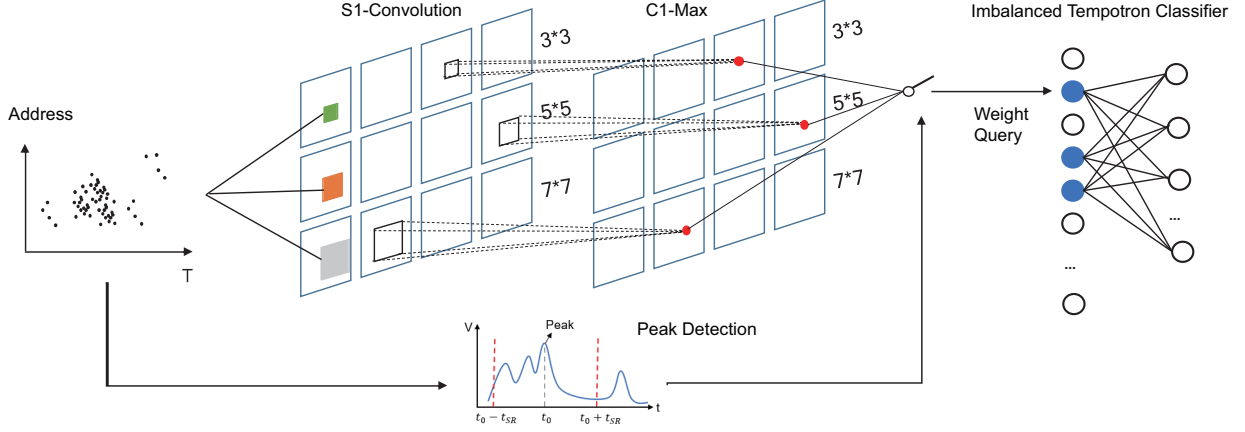 S1-Convolution
C1-Max
Imbalanced Tempotron Classifier
3*3
3*3
Address
5*5
5*5
Weight
Query
7*7
7*7
...
...
T
Peak Detection
V
Peak
t
t₀ − t_SR
t₀
t₀ + t_SR